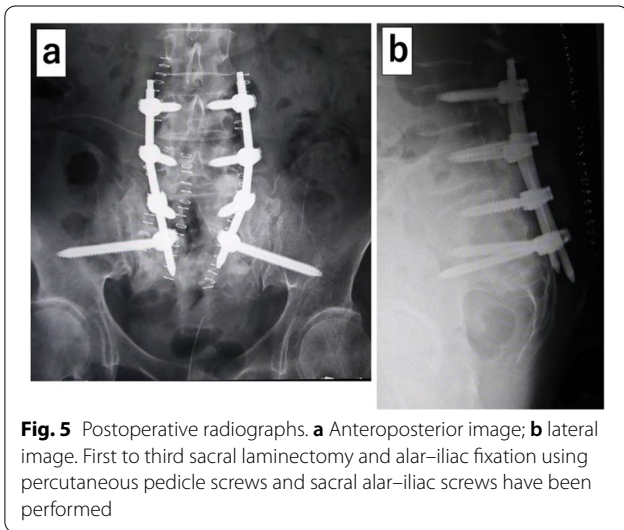 a
b
Fig. 5 Postoperative radiographs. a Anteroposterior image; b lateral
image. First to third sacral laminectomy and alar–iliac fixation using
percutaneous pedicle screws and sacral alar–iliac screws have been
performed